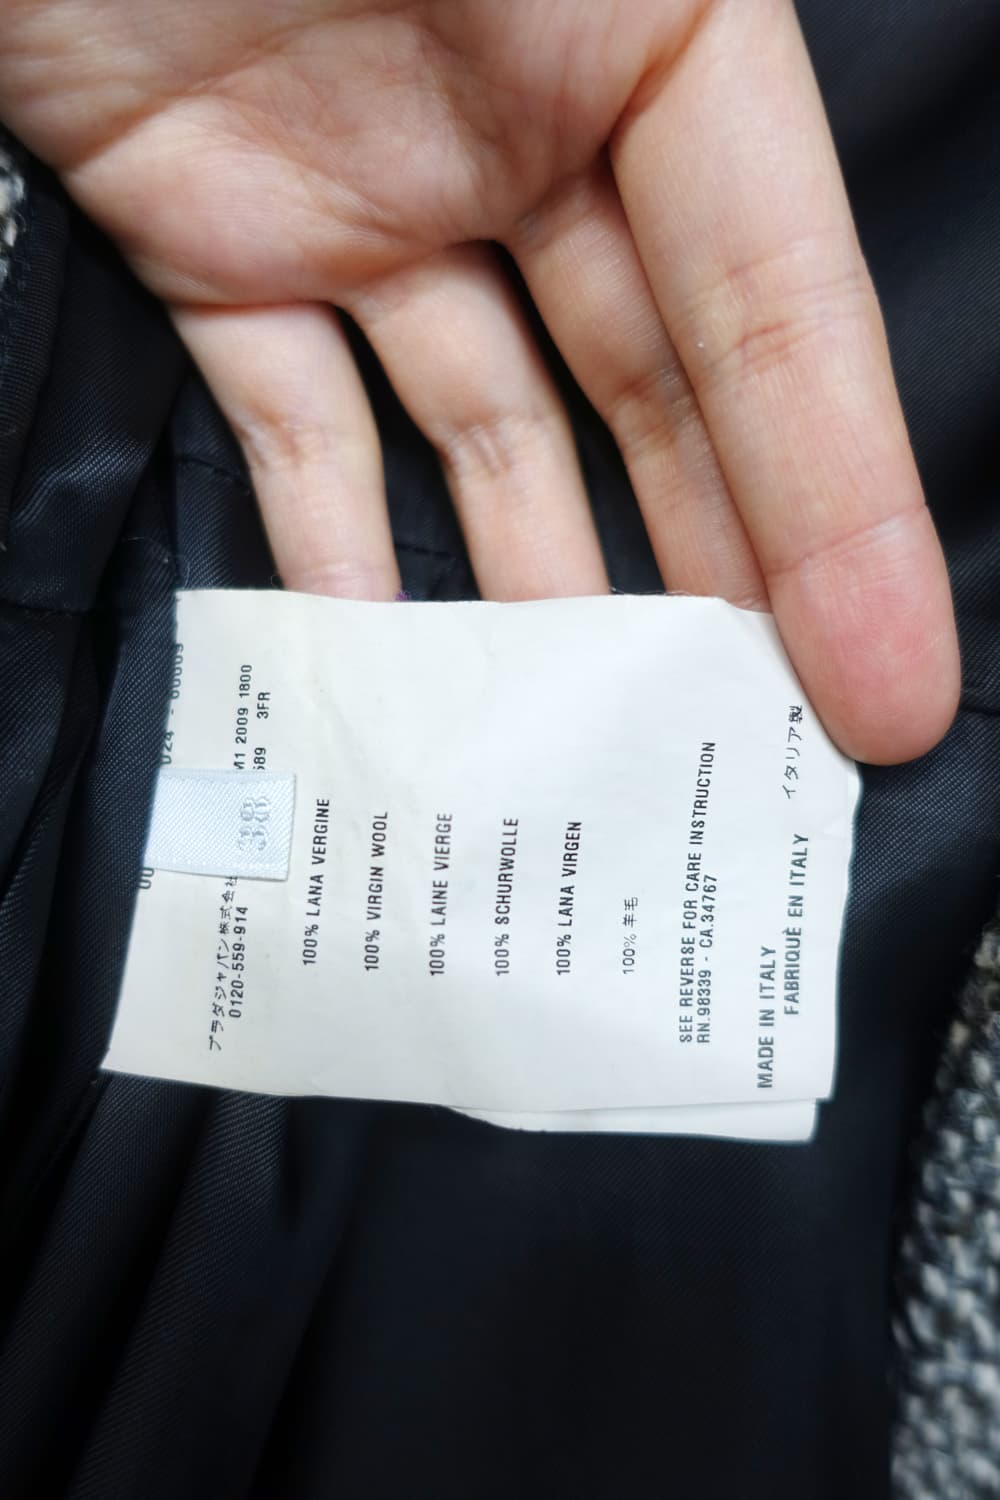 M1 2009 1800
589 3FR
38
プラダジャパン株式会社
0120-559-914
100% LANA VERGINE
100% VIRGIN WOOL
100% LAINE VIERGE
100% SCHURWOLLE
100% LANA VIRGEN
100% 羊毛
SEE REVERSE FOR CARE INSTRUCTION
RN.98339 - CA.34767
MADE IN ITALY
FABRIQUÈ EN ITALY
イタリア製